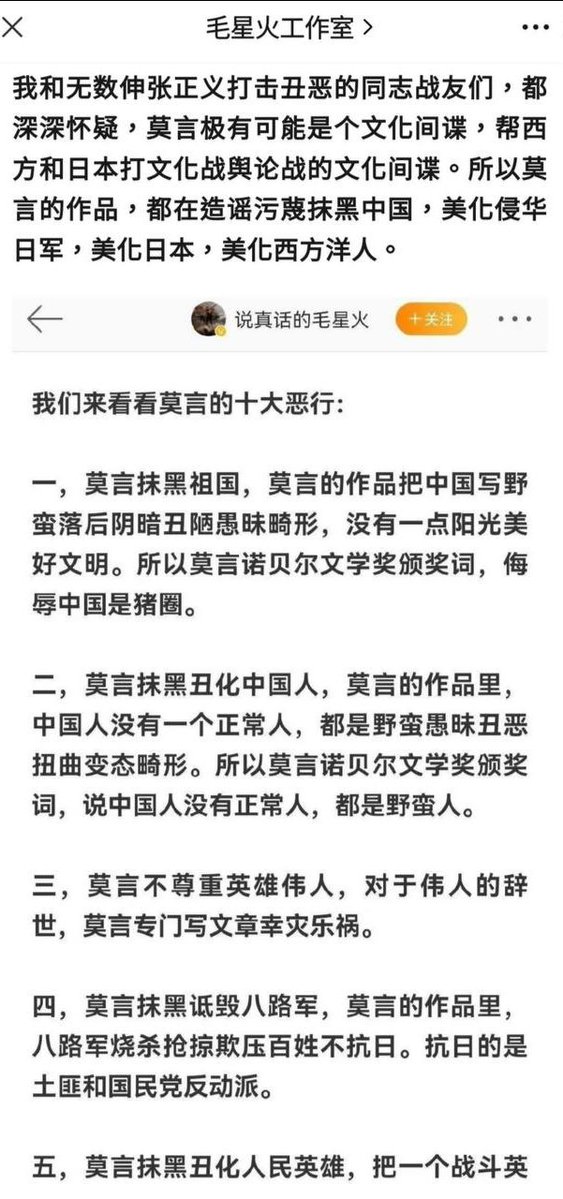 毛星火工作室
我和无数伸张正义打击丑恶的同志战友们，都
深深怀疑，莫言极有可能是个文化间谍，帮西
方和日本打文化战舆论战的文化间谍。所以莫
言的作品，都在造谣污蔑抹黑中国，美化侵华
日军，美化日本，美化西方洋人。
说真话的毛星火
+关注
我们来看看莫言的十大恶行：
一，莫言抹黑祖国，莫言的作品把中国写野
蛮落后阴暗丑陋愚昧畸形，没有一点阳光美
好文明。所以莫言诺贝尔文学奖颁奖词，侮
辱中国是猪圈。
二，莫言抹黑丑化中国人，莫言的作品里，
中国人没有一个正常人，都是野蛮愚昧丑恶
扭曲变态畸形。所以莫言诺贝尔文学奖颁奖
词，说中国人没有正常人，都是野蛮人。
三，莫言不尊重英雄伟人，对于伟人的辞
世，莫言专门写文章幸灾乐祸。
四，莫言抹黑诋毁八路军，莫言的作品里，
八路军烧杀抢掠欺压百姓不抗日。抗日的是
土匪和国民党反动派。
五，莫言抹黑丑化人民英雄，把一个战斗英